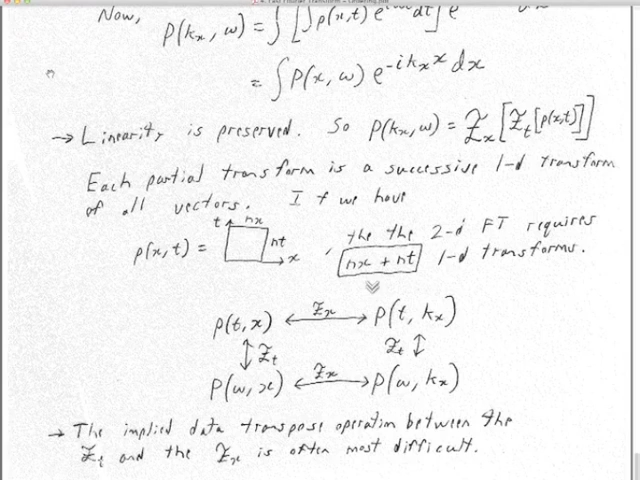 Now,
P(kx, ω) = ∫ [∫ p(x,t) e dt] e
= ∫ P(x, ω) e^{-i kx x} dx
→ Linearity is preserved. So P(kx, ω) = ℱx [ℱt [p(x,t)]]
Each partial transform is a successive 1-d transform
of all vectors. If we have
t nx
p(x,t) = nt , the the 2-d FT requires
x nx + nt 1-d transforms.
p(t, x) ←ℱx→ P(t, kx)
↕ ℱt ℱt ↕
P(ω, x) ←ℱx→ P(ω, kx)
→ The implied data transpose operation between the
ℱt and the ℱx is often most difficult.